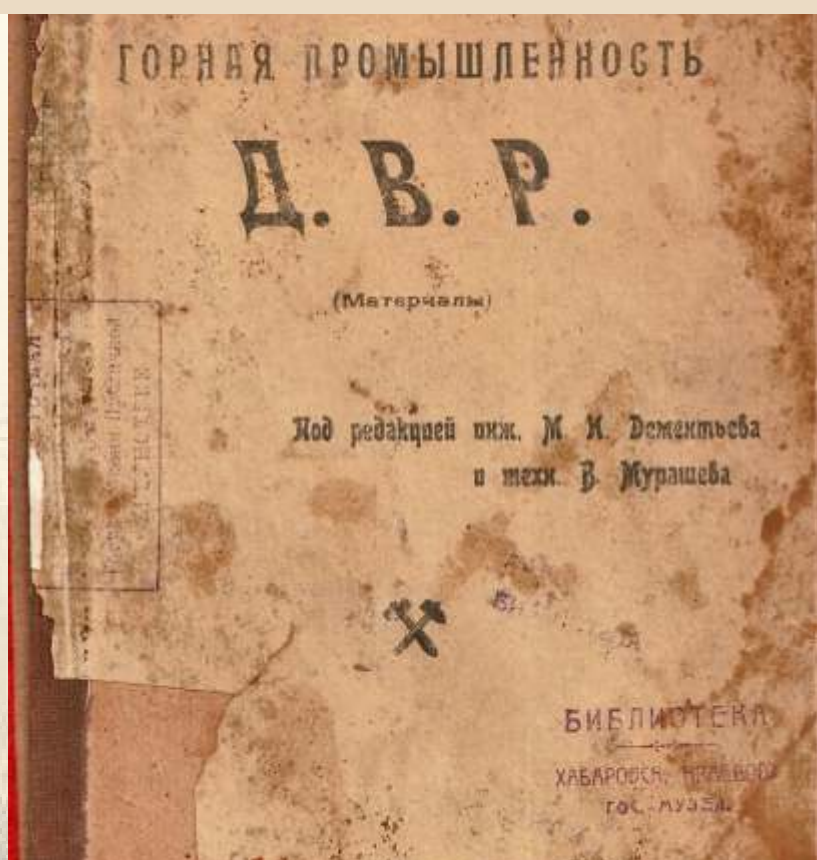 ГОРНАЯ ПРОМЫШЛЕННОСТЬ
Д. В. Р.
(Материалы)
Под редакцией инж. М. И. Дементьева
и техн. В. Мурашева
БИБЛИОТЕКА
ХАБАРОВСК. КРАЕВОГО
ГОС. МУЗЕЯ.